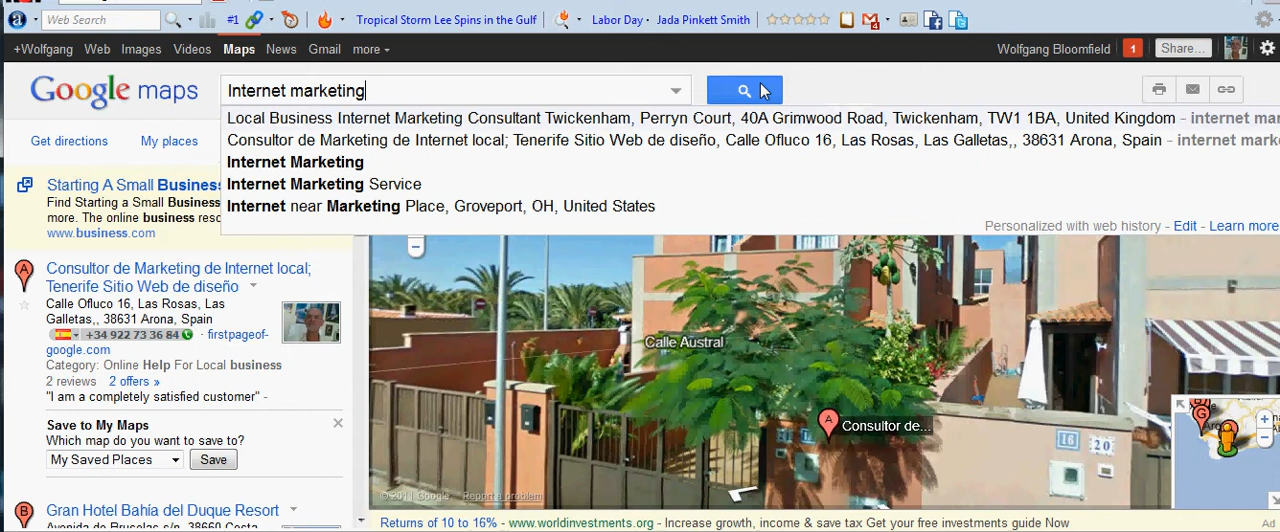 Search Web
#1
Tropical Storm Lee Spins in the Gulf
Labor Day
Jada Pinkett Smith
+Wolfgang Web Images Videos Maps News Gmail more
Wolfgang Bloomfield 1 Share...
Google maps
Internet marketing
Local Business Internet Marketing Consultant Twickenham, Perryn Court, 40A Grimwood Road, Twickenham, TW1 1BA, United Kingdom - internet mar
Consultor de Marketing de Internet local; Tenerife Sitio Web de diseño, Calle Ofluco 16, Las Rosas, Las Galletas,, 38631 Arona, Spain - internet mark
Internet Marketing
Internet Marketing Service
Internet near Marketing Place, Groveport, OH, United States
Personalized with web history - Edit - Learn more
Get directions My places
Starting A Small Business
Find Starting a Small Business
more. The online business reso
www.business.com
A
Consultor de Marketing de Internet local;
Tenerife Sitio Web de diseño
Calle Ofluco 16, Las Rosas, Las
Galletas,, 38631 Arona, Spain
+34 922 73 36 84 · firstpageof-
google.com
Category: Online Help For Local business
2 reviews 2 offers »
"I am a completely satisfied customer" -
Save to My Maps
Which map do you want to save to?
My Saved Places Save
B
Gran Hotel Bahía del Duque Resort
Avenida de Bruselas s/n, 38660 Costa
Calle Austral
A Consultor de...
16
20
G
© 2011 Google Report a problem
Returns of 10 to 16% - www.worldinvestments.org - Increase growth, income & save tax Get your free investments guide Now
Ad